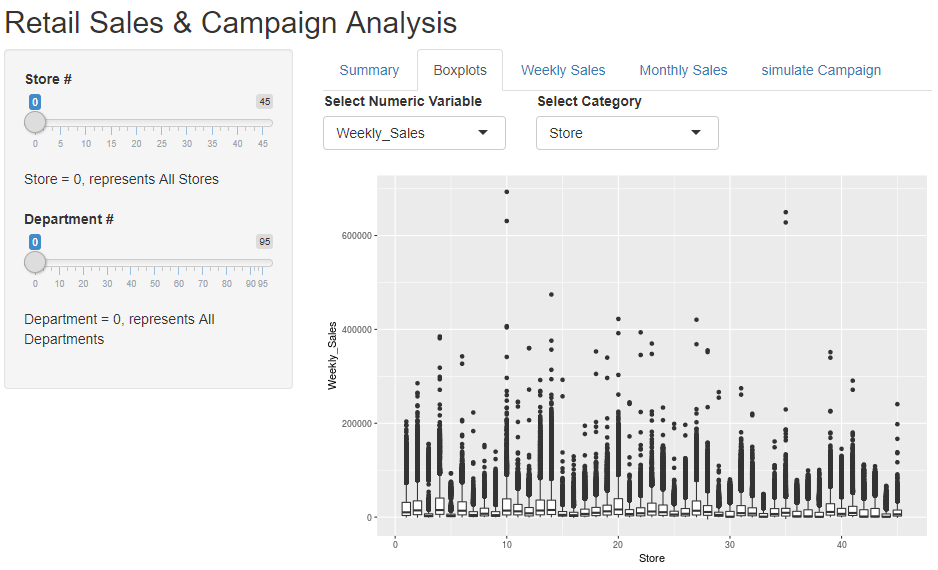 Retail Sales & Campaign Analysis
Store #
0 45
0 5 10 15 20 25 30 35 40 45
Store = 0, represents All Stores
Department #
0 95
0 10 20 30 40 50 60 70 80 90 95
Department = 0, represents All
Departments
Summary Boxplots Weekly Sales Monthly Sales simulate Campaign
Select Numeric Variable Select Category
Weekly_Sales Store
600000
400000
200000
0
Weekly_Sales
0 10 20 30 40
Store